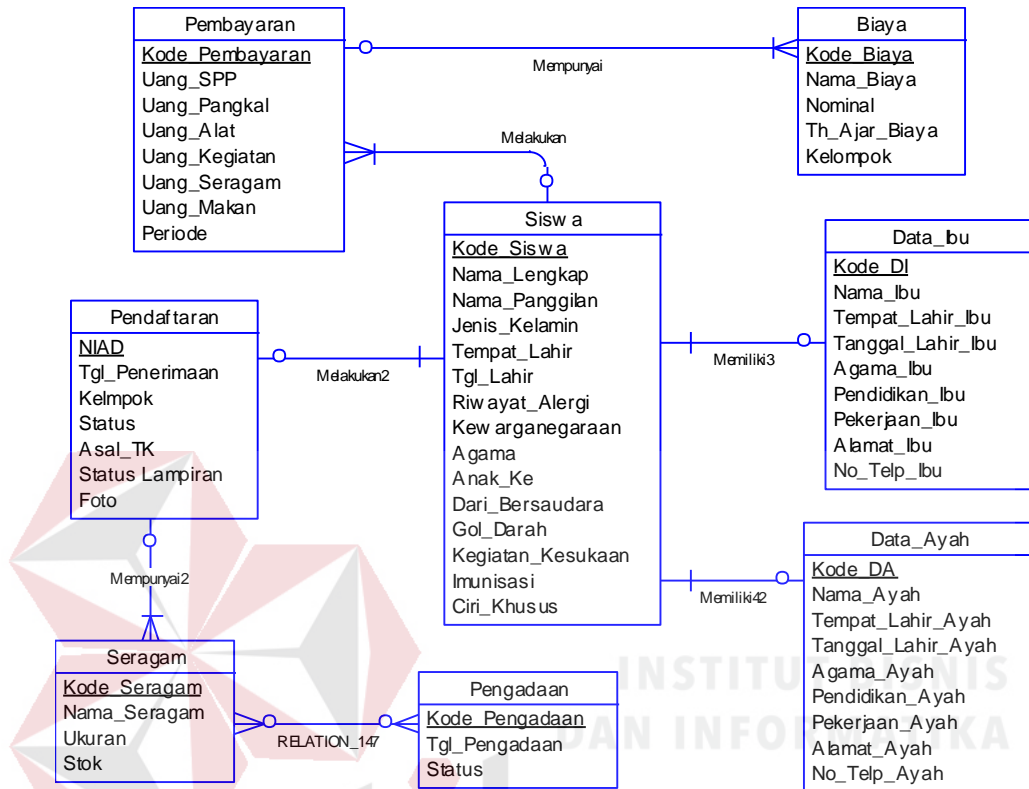 Pembayaran
Kode_Pembayaran
Uang_SPP
Uang_Pangkal
Uang_Alat
Uang_Kegiatan
Uang_Seragam
Uang_Makan
Periode
Mempunyai
Biaya
Kode_Biaya
Nama_Biaya
Nominal
Th_Ajar_Biaya
Kelompok
Melakukan
Siswa
Kode_Siswa
Nama_Lengkap
Nama_Panggilan
Jenis_Kelamin
Tempat_Lahir
Tgl_Lahir
Riwayat_Alergi
Kewarganegaraan
Agama
Anak_Ke
Dari_Bersaudara
Gol_Darah
Kegiatan_Kesukaan
Imunisasi
Ciri_Khusus
Data_Ibu
Kode_DI
Nama_Ibu
Tempat_Lahir_Ibu
Tanggal_Lahir_Ibu
Agama_Ibu
Pendidikan_Ibu
Pekerjaan_Ibu
Alamat_Ibu
No_Telp_Ibu
Memiliki3
Pendaftaran
NIAD
Tgl_Penerimaan
Kelmpok
Status
Asal_TK
Status Lampiran
Foto
Melakukan2
Mempunyai2
Data_Ayah
Kode_DA
Nama_Ayah
Tempat_Lahir_Ayah
Tanggal_Lahir_Ayah
Agama_Ayah
Pendidikan_Ayah
Pekerjaan_Ayah
Alamat_Ayah
No_Telp_Ayah
Memiliki42
Seragam
Kode_Seragam
Nama_Seragam
Ukuran
Stok
RELATION_147
Pengadaan
Kode_Pengadaan
Tgl_Pengadaan
Status
INSTITUT BISNIS
DAN INFORMATIKA